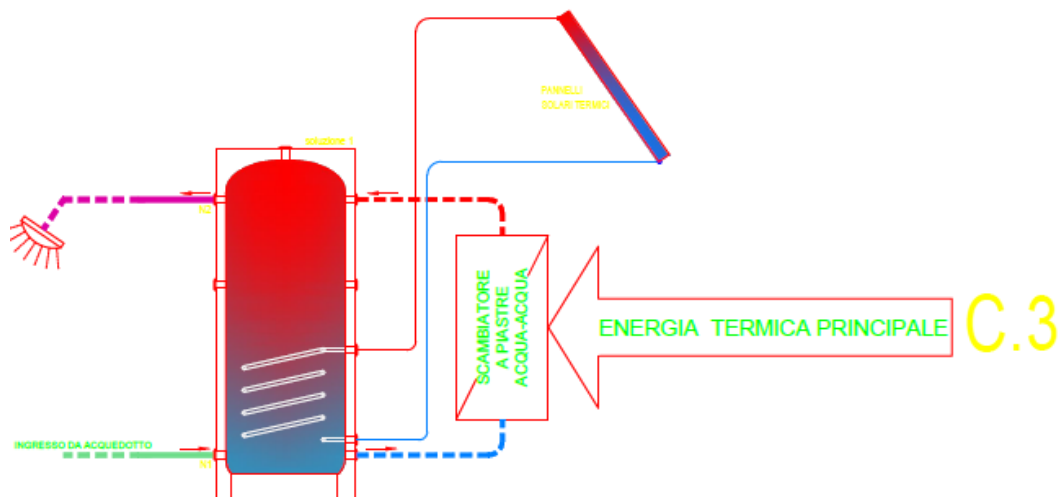 PANNELLI
SOLARI TERMICI
soluzione 1
N2
SCAMBIATORE
A PIASTRE
ACQUA-ACQUA
ENERGIA TERMICA PRINCIPALE
C.3
INGRESSO DA ACQUEDOTTO
N1